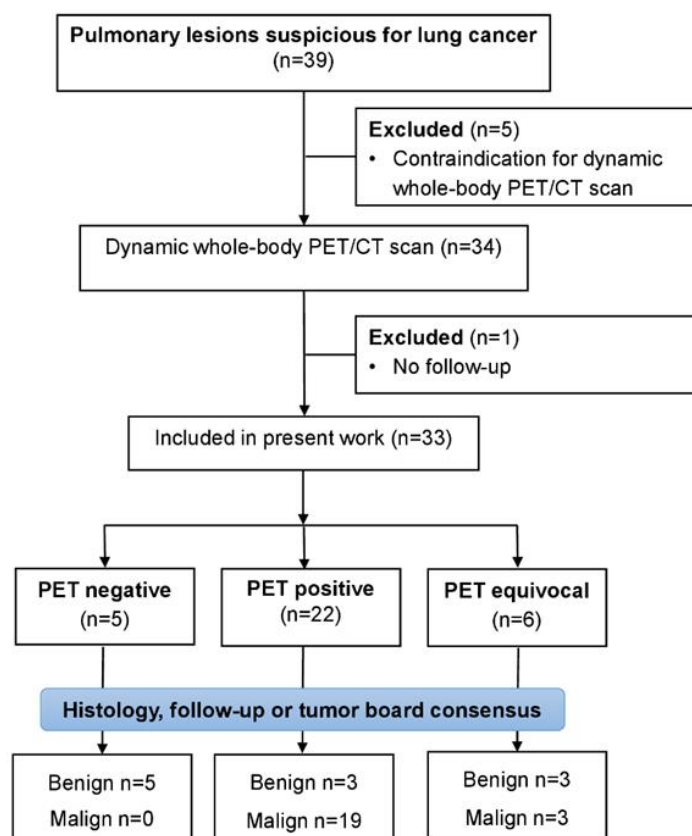 Pulmonary lesions suspicious for lung cancer
(n=39)
Excluded (n=5)
• Contraindication for dynamic
whole-body PET/CT scan
Dynamic whole-body PET/CT scan (n=34)
Excluded (n=1)
• No follow-up
Included in present work (n=33)
PET negative
(n=5)
PET positive
(n=22)
PET equivocal
(n=6)
Histology, follow-up or tumor board consensus
Benign n=5
Malign n=0
Benign n=3
Malign n=19
Benign n=3
Malign n=3